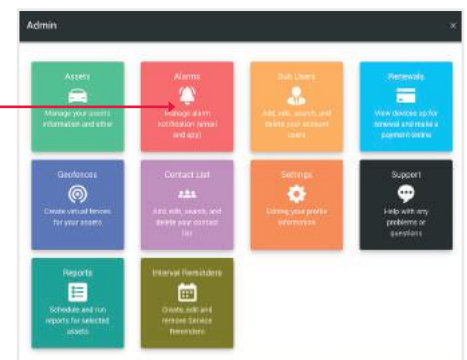 Admin ×
Assets
Manage your assets
information and other
Alarms
Manage alarm
notification (email
and app)
Sub Users
Add, edit, search, and
delete your account
users
Renewals
View devices up for
renewal and make a
payment online
Geofences
Create virtual fences
for your assets
Contact List
Add, edit, search, and
delete your contact
list
Settings
Editing your profile
information
Support
Help with any
problems or
questions
Reports
Schedule and run
reports for selected
assets
Interval Reminders
Create, edit and
remove Service
Reminders